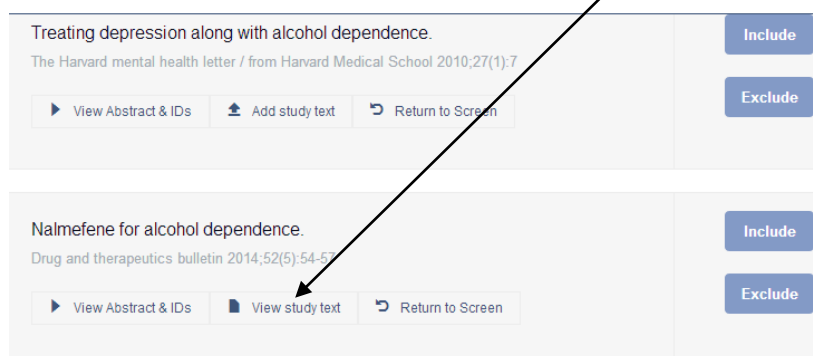 Treating depression along with alcohol dependence.
Include
The Harvard mental health letter / from Harvard Medical School 2010;27(1):7
Exclude
View Abstract & IDs Add study text Return to Screen
Nalmefene for alcohol dependence.
Include
Drug and therapeutics bulletin 2014;52(5):54-57
Exclude
View Abstract & IDs View study text Return to Screen